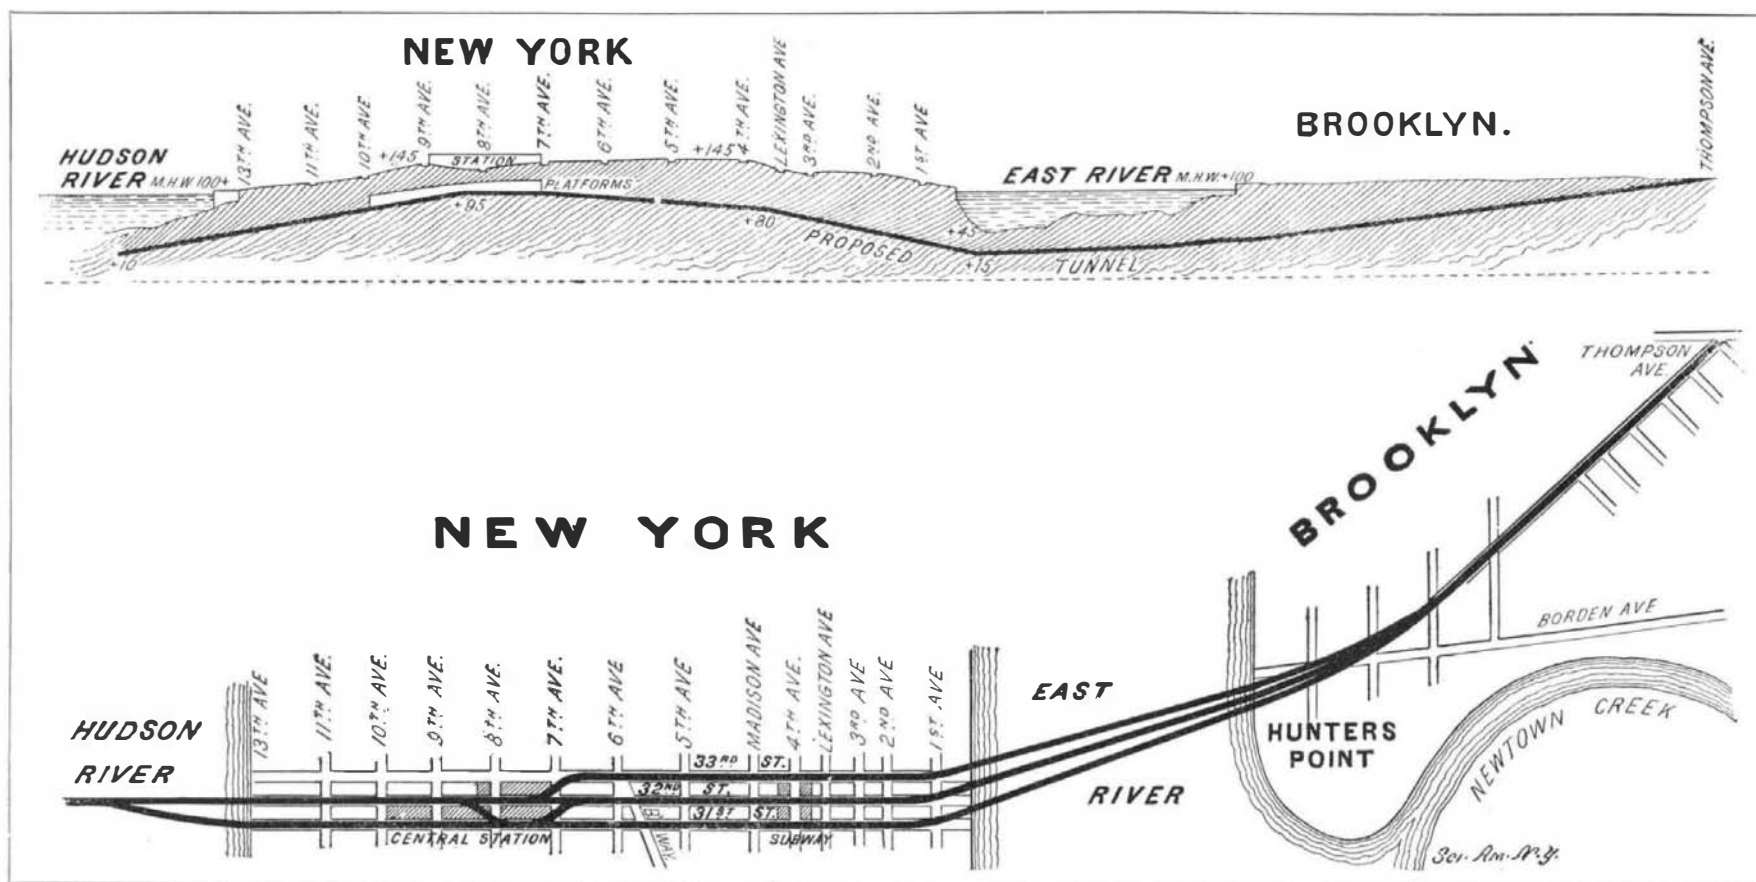 NEW YORK
13TH AVE.
11TH AVE.
10TH AVE.
9TH AVE.
8TH AVE.
7TH AVE.
6TH AVE.
5TH AVE.
4TH AVE.
LEXINGTON AVE
3RD AVE.
2ND AVE.
1ST AVE
THOMPSON AVE.
BROOKLYN.
HUDSON
RIVER M.H.W 100+
+145
STATION
+145
EAST RIVER M.H.W.+100
PLATFORMS
+95
+80
+45
PROPOSED
TUNNEL
+10
+15
THOMPSON
AVE.
BROOKLYN
NEW YORK
BORDEN AVE
13TH AVE
11TH AVE.
10TH AVE.
9TH AVE.
8TH AVE.
7TH AVE.
6TH AVE
5TH AVE
MADISON AVE
4TH AVE.
LEXINGTON AVE
3RD AVE
2ND AVE
1ST AVE
HUDSON
RIVER
EAST
RIVER
HUNTERS
POINT
NEWTOWN CREEK
33RD ST.
32ND ST.
31ST ST.
B'WAY.
CENTRAL STATION
SUBWAY
Sci. Am. N.Y.